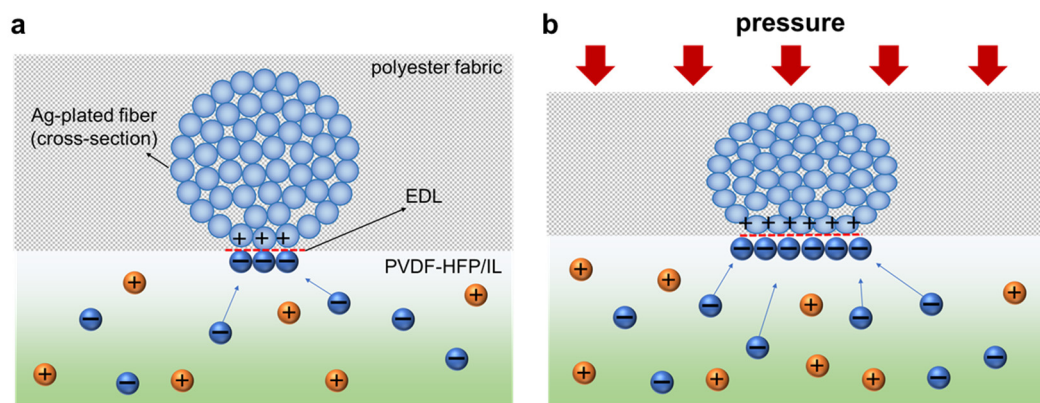 a
polyester fabric
Ag-plated fiber
(cross-section)
EDL
+ + +
− − −
PVDF-HFP/IL
b
pressure
+ + + + + +
− − − − − −